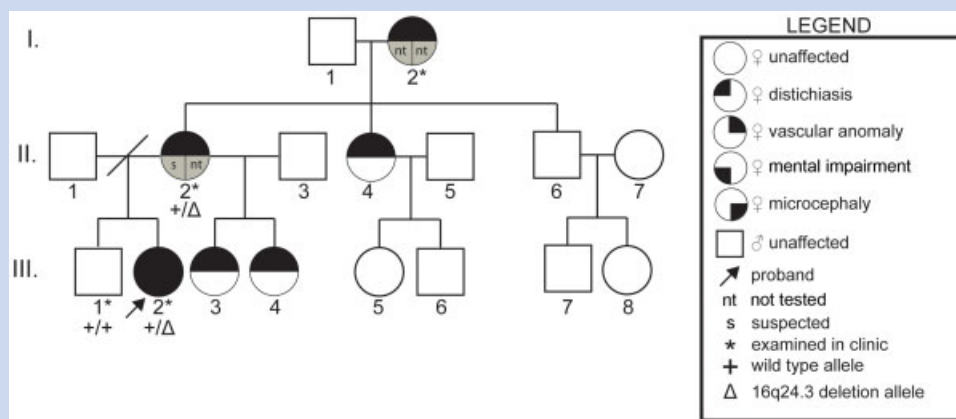 I.
nt nt
1
2*
II.
s nt
1
2*
3
4
5
6
7
+/Δ
III.
1*
2*
3
4
5
6
7
8
+/+
+/Δ
LEGEND
♀ unaffected
♀ distichiasis
♀ vascular anomaly
♀ mental impairment
♀ microcephaly
♂ unaffected
proband
nt not tested
s suspected
* examined in clinic
+ wild type allele
Δ 16q24.3 deletion allele